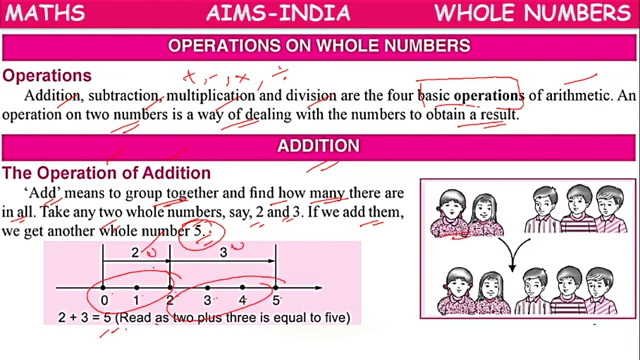 MATHS AIMS-INDIA WHOLE NUMBERS
OPERATIONS ON WHOLE NUMBERS
Operations
+, -, ×, ÷
Addition, subtraction, multiplication and division are the four basic operations of arithmetic. An
operation on two numbers is a way of dealing with the numbers to obtain a result.
ADDITION
The Operation of Addition
‘Add’ means to group together and find how many there are
in all. Take any two whole numbers, say, 2 and 3. If we add them,
we get another whole number 5.
2 3
0 1 2 3 4 5
2 + 3 = 5 (Read as two plus three is equal to five)